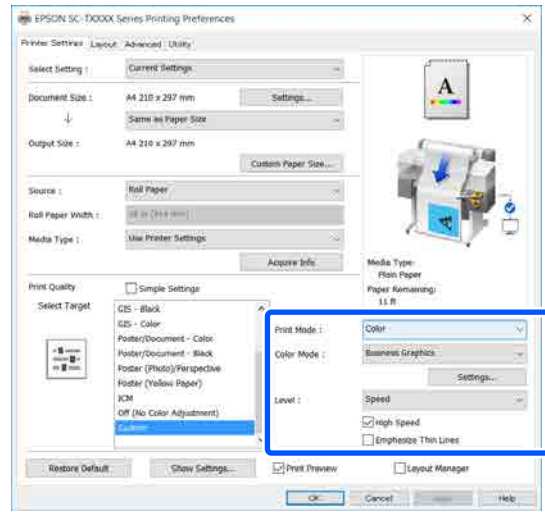 EPSON SC-TXXXX Series Printing Preferences
Printer Settings Layout Advanced Utility
Select Setting : Current Settings
Document Size : A4 210 x 297 mm Settings...
Same as Paper Size
Output Size : A4 210 x 297 mm
Custom Paper Size...
Source : Roll Paper
Roll Paper Width :
Media Type : Use Printer Settings
Acquire Info
A
Media Type:
Plain Paper
Paper Remaining:
11 ft
Print Quality Simple Settings
Select Target
GIS - Black
GIS - Color
Poster/Document - Color
Poster/Document - Black
Poster (Photo)/Perspective
Poster (Yellow Paper)
ICM
Off (No Color Adjustment)
Custom
Print Mode : Color
Color Mode : Business Graphics
Settings...
Level : Speed
High Speed
Emphasize Thin Lines
Restore Default Show Settings... Print Preview Layout Manager
OK Cancel Help